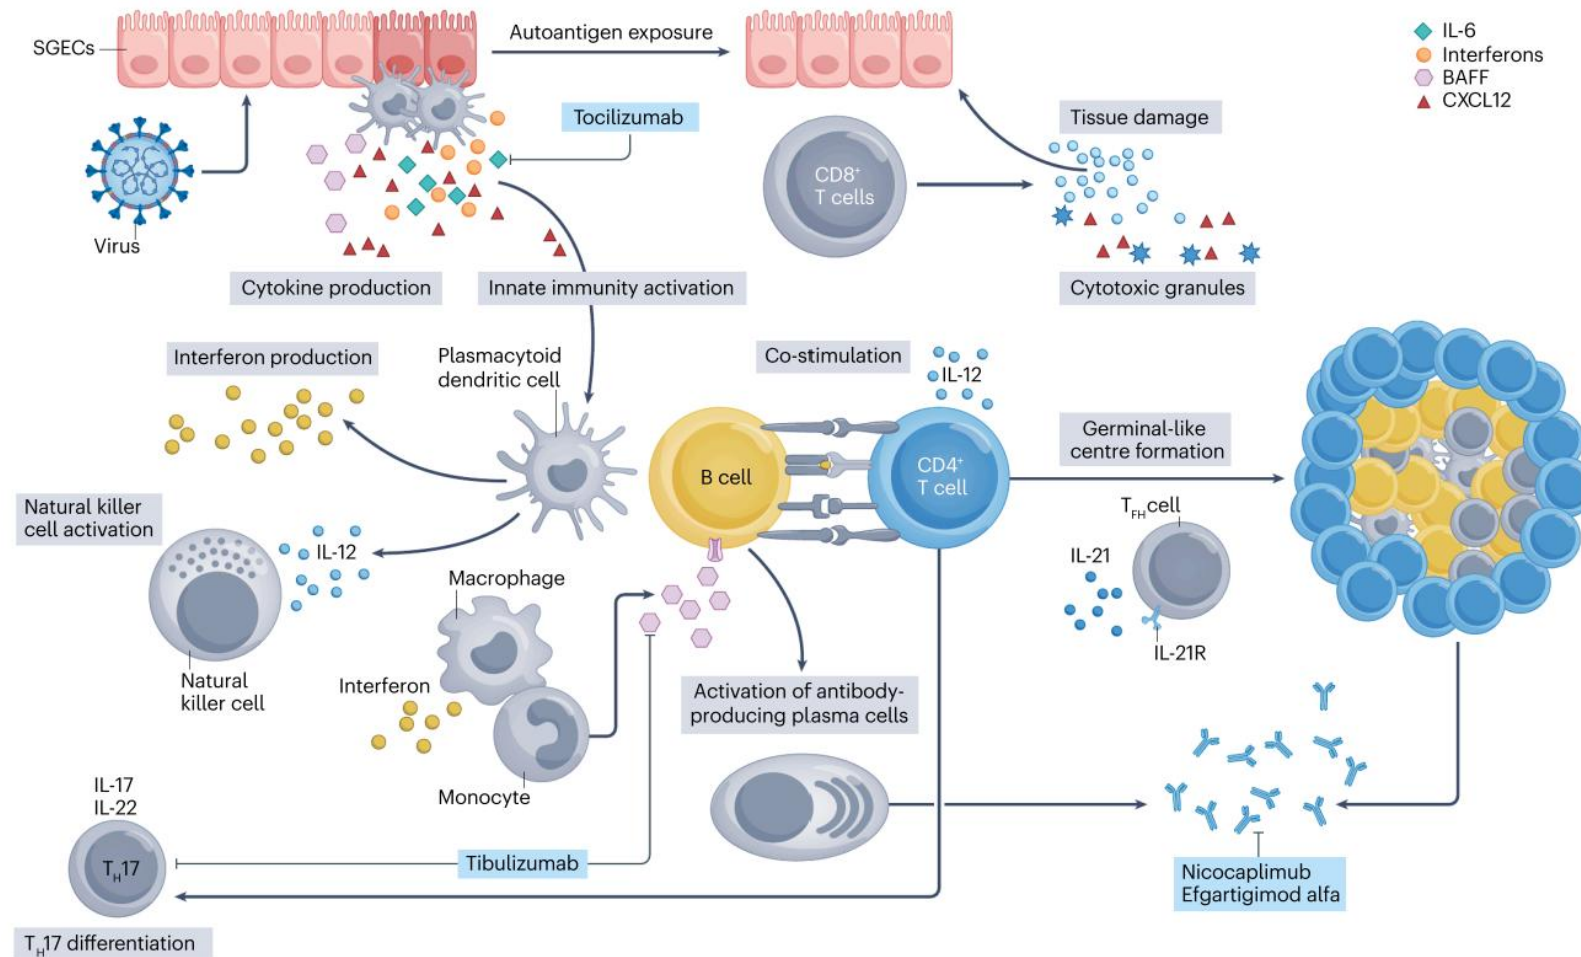 SGECs
Autoantigen exposure
IL-6
Interferons
BAFF
CXCL12
Tocilizumab
Tissue damage
CD8⁺
T cells
Virus
Cytokine production
Innate immunity activation
Cytotoxic granules
Interferon production
Plasmacytoid
dendritic cell
Co-stimulation
IL-12
Germinal-like
centre formation
B cell
CD4⁺
T cell
Natural killer
cell activation
IL-12
T_FH cell
IL-21
IL-21R
Macrophage
Natural
killer cell
Interferon
Monocyte
Activation of antibody-
producing plasma cells
IL-17
IL-22
T_H17
Tibulizumab
Nicocaplimub
Efgartigimod alfa
T_H17 differentiation